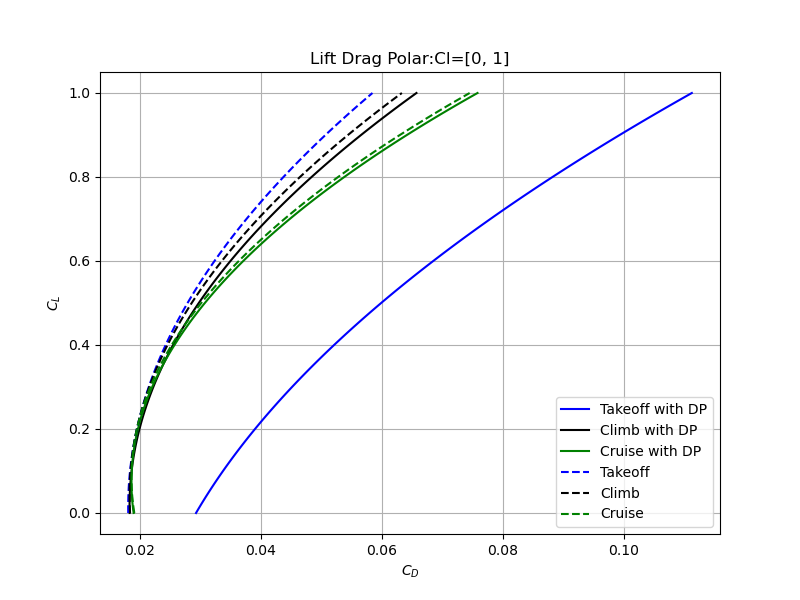 Lift Drag Polar:Cl=[0, 1]
1.0
0.8
0.6
0.4
0.2
0.0
C_L
Takeoff with DP
Climb with DP
Cruise with DP
Takeoff
Climb
Cruise
0.02 0.04 0.06 0.08 0.10
C_D